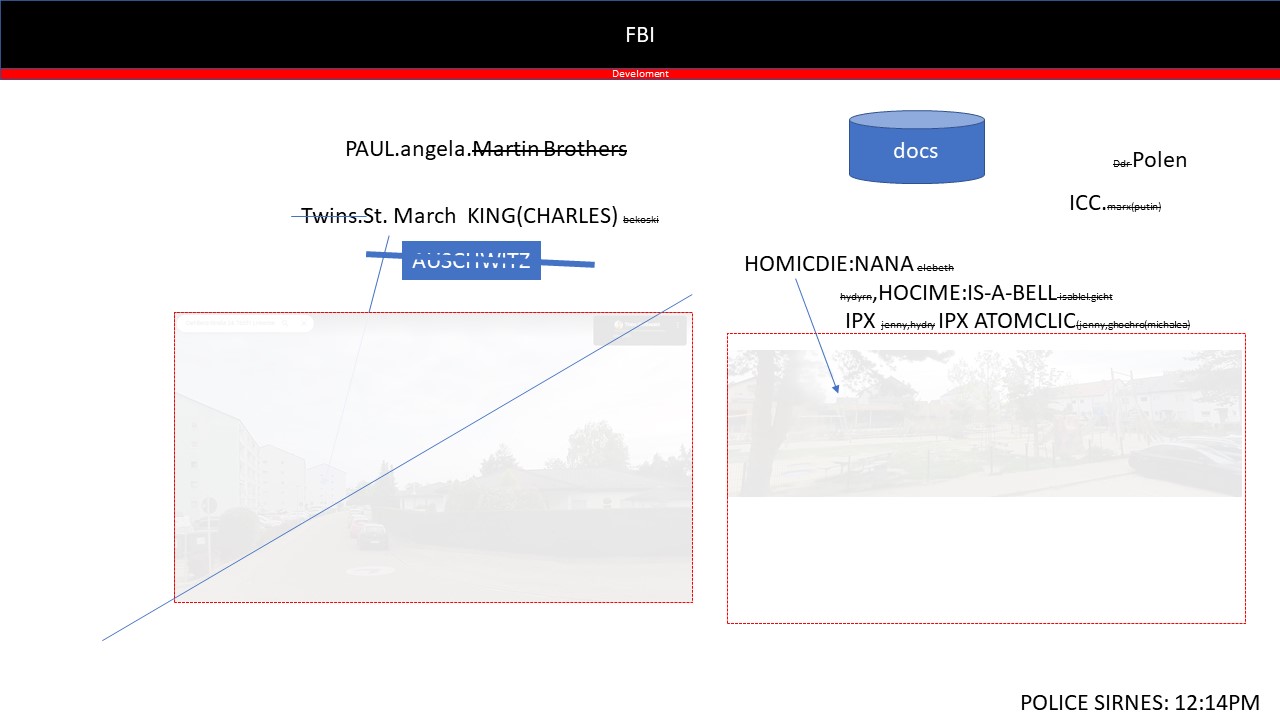 FBI
Develoment
PAUL.angela.Martin Brothers
docs
Ddr Polen
Twins.St. March KING(CHARLES) bekoski
ICC.marx(putin)
AUSCHWITZ
HOMICDIE:NANA elebeth
hydyrn,HOCIME:IS-A-BELL isablel.gicht
IPX jenny,hydry IPX ATOMCLIC(jenny,ghochro(michalea)
POLICE SIRNES: 12:14PM